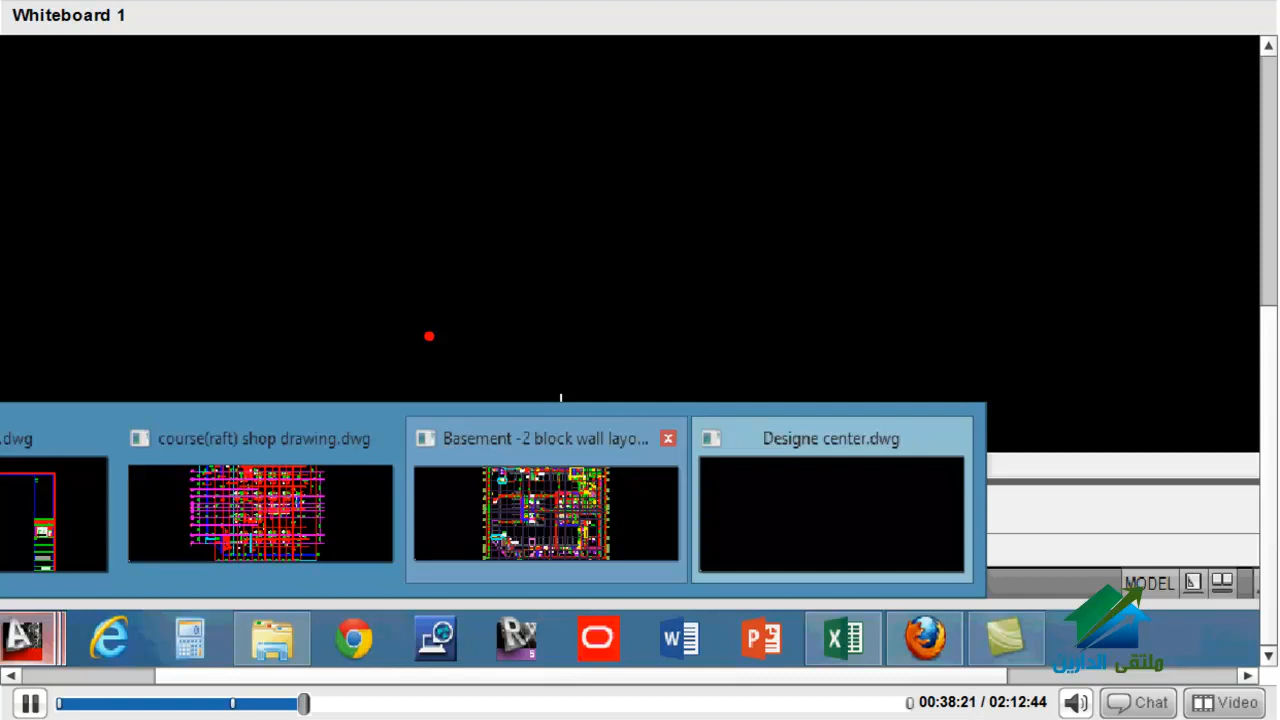 Whiteboard 1
.dwg
course(raft) shop drawing.dwg
Basement -2 block wall layo...
Designe center.dwg
MODEL
ملتقى الدارين
00:38:21 / 02:12:44
Chat
Video